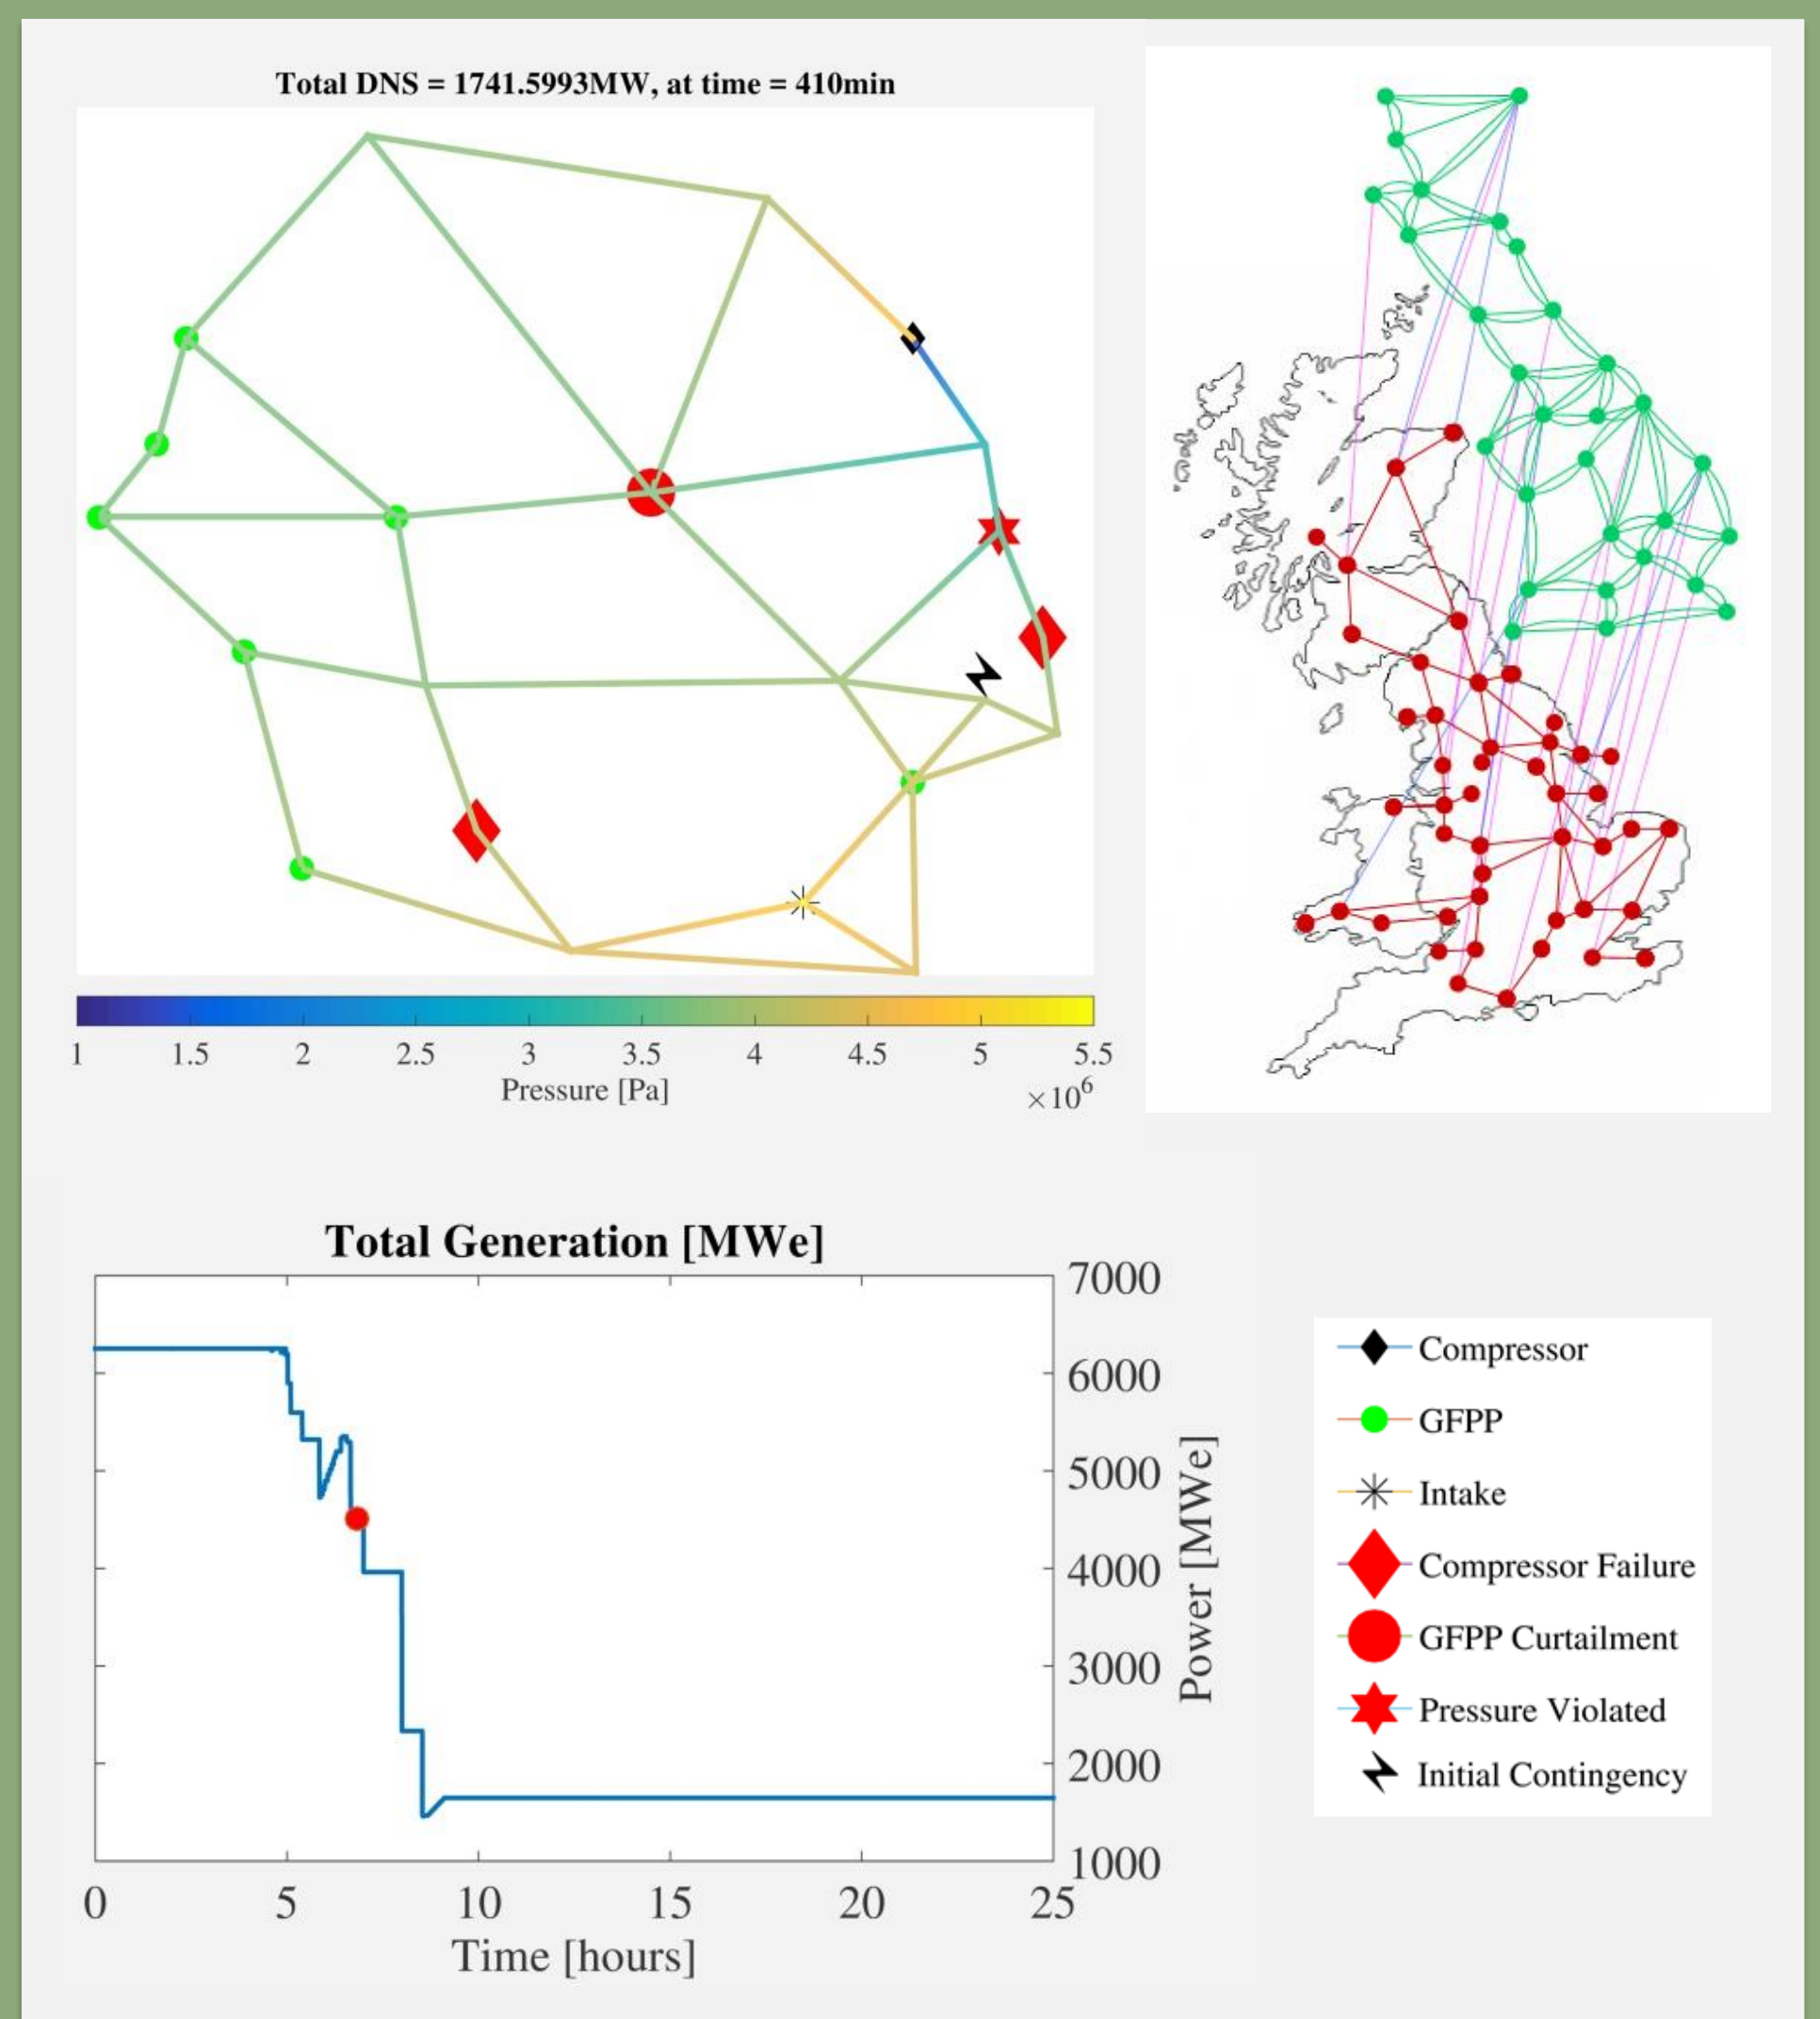 Total DNS = 1741.5993MW, at time = 410min
1 1.5 2 2.5 3 3.5 4 4.5 5 5.5
Pressure [Pa]
×10⁶
Total Generation [MWe]
7000
6000
5000
4000
3000
2000
1000
Power [MWe]
0 5 10 15 20 25
Time [hours]
Compressor
GFPP
Intake
Compressor Failure
GFPP Curtailment
Pressure Violated
Initial Contingency